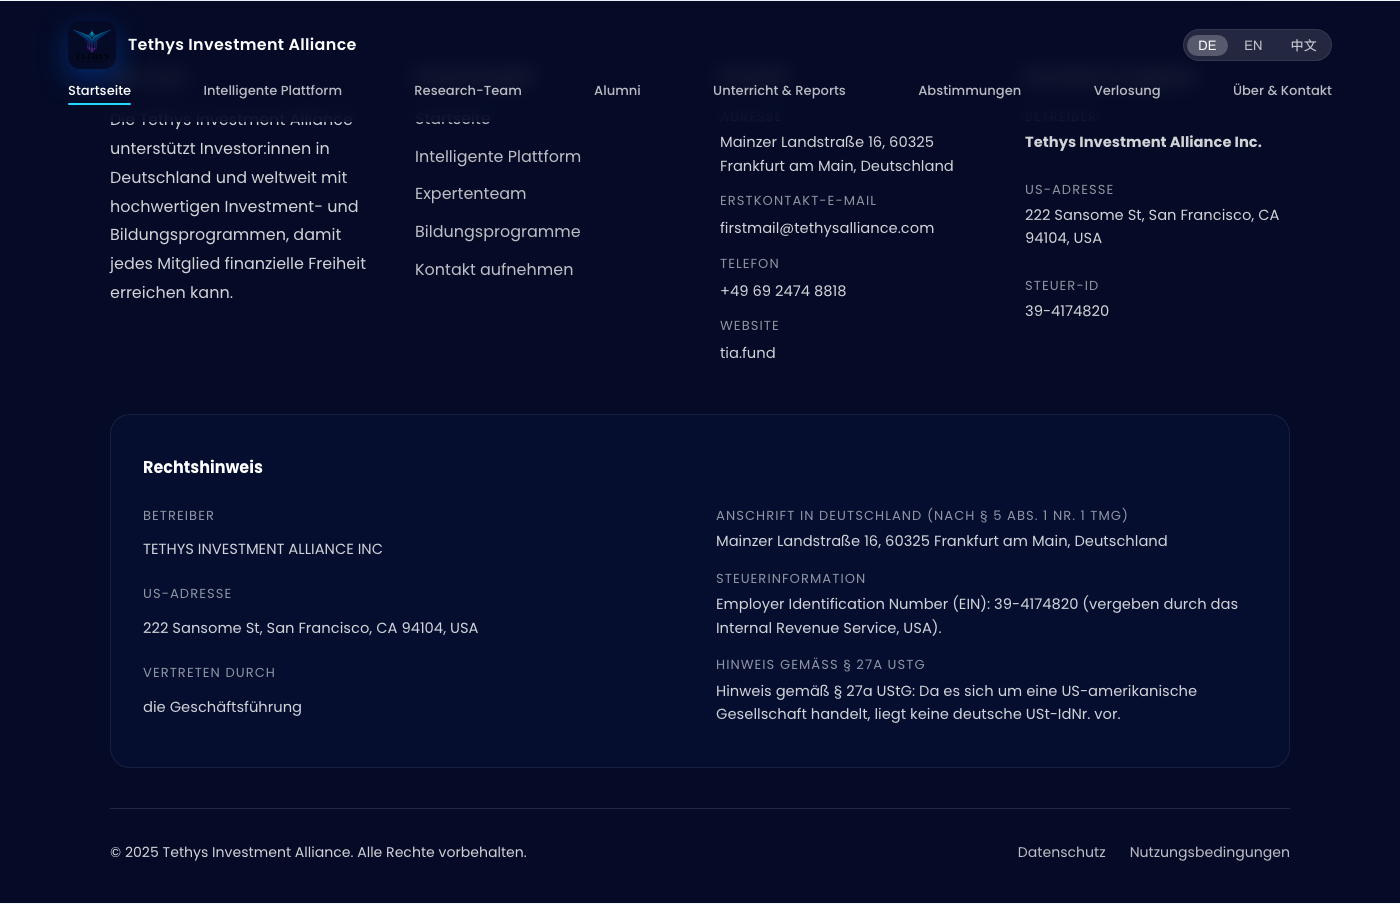 Tethys Investment Alliance
DE EN 中文
Startseite Intelligente Plattform Research-Team Alumni Unterricht & Reports Abstimmungen Verlosung Über & Kontakt
Die Tethys Investment Alliance
unterstützt Investor:innen in
Deutschland und weltweit mit
hochwertigen Investment- und
Bildungsprogrammen, damit
jedes Mitglied finanzielle Freiheit
erreichen kann.
Startseite
Intelligente Plattform
Expertenteam
Bildungsprogramme
Kontakt aufnehmen
ADRESSE
Mainzer Landstraße 16, 60325
Frankfurt am Main, Deutschland
ERSTKONTAKT-E-MAIL
firstmail@tethysalliance.com
TELEFON
+49 69 2474 8818
WEBSITE
tia.fund
BETREIBER
Tethys Investment Alliance Inc.
US-ADRESSE
222 Sansome St, San Francisco, CA
94104, USA
STEUER-ID
39-4174820
Rechtshinweis
BETREIBER
TETHYS INVESTMENT ALLIANCE INC
US-ADRESSE
222 Sansome St, San Francisco, CA 94104, USA
VERTRETEN DURCH
die Geschäftsführung
ANSCHRIFT IN DEUTSCHLAND (NACH § 5 ABS. 1 NR. 1 TMG)
Mainzer Landstraße 16, 60325 Frankfurt am Main, Deutschland
STEUERINFORMATION
Employer Identification Number (EIN): 39-4174820 (vergeben durch das
Internal Revenue Service, USA).
HINWEIS GEMÄSS § 27A USTG
Hinweis gemäß § 27a UStG: Da es sich um eine US-amerikanische
Gesellschaft handelt, liegt keine deutsche USt-IdNr. vor.
© 2025 Tethys Investment Alliance. Alle Rechte vorbehalten.
Datenschutz Nutzungsbedingungen